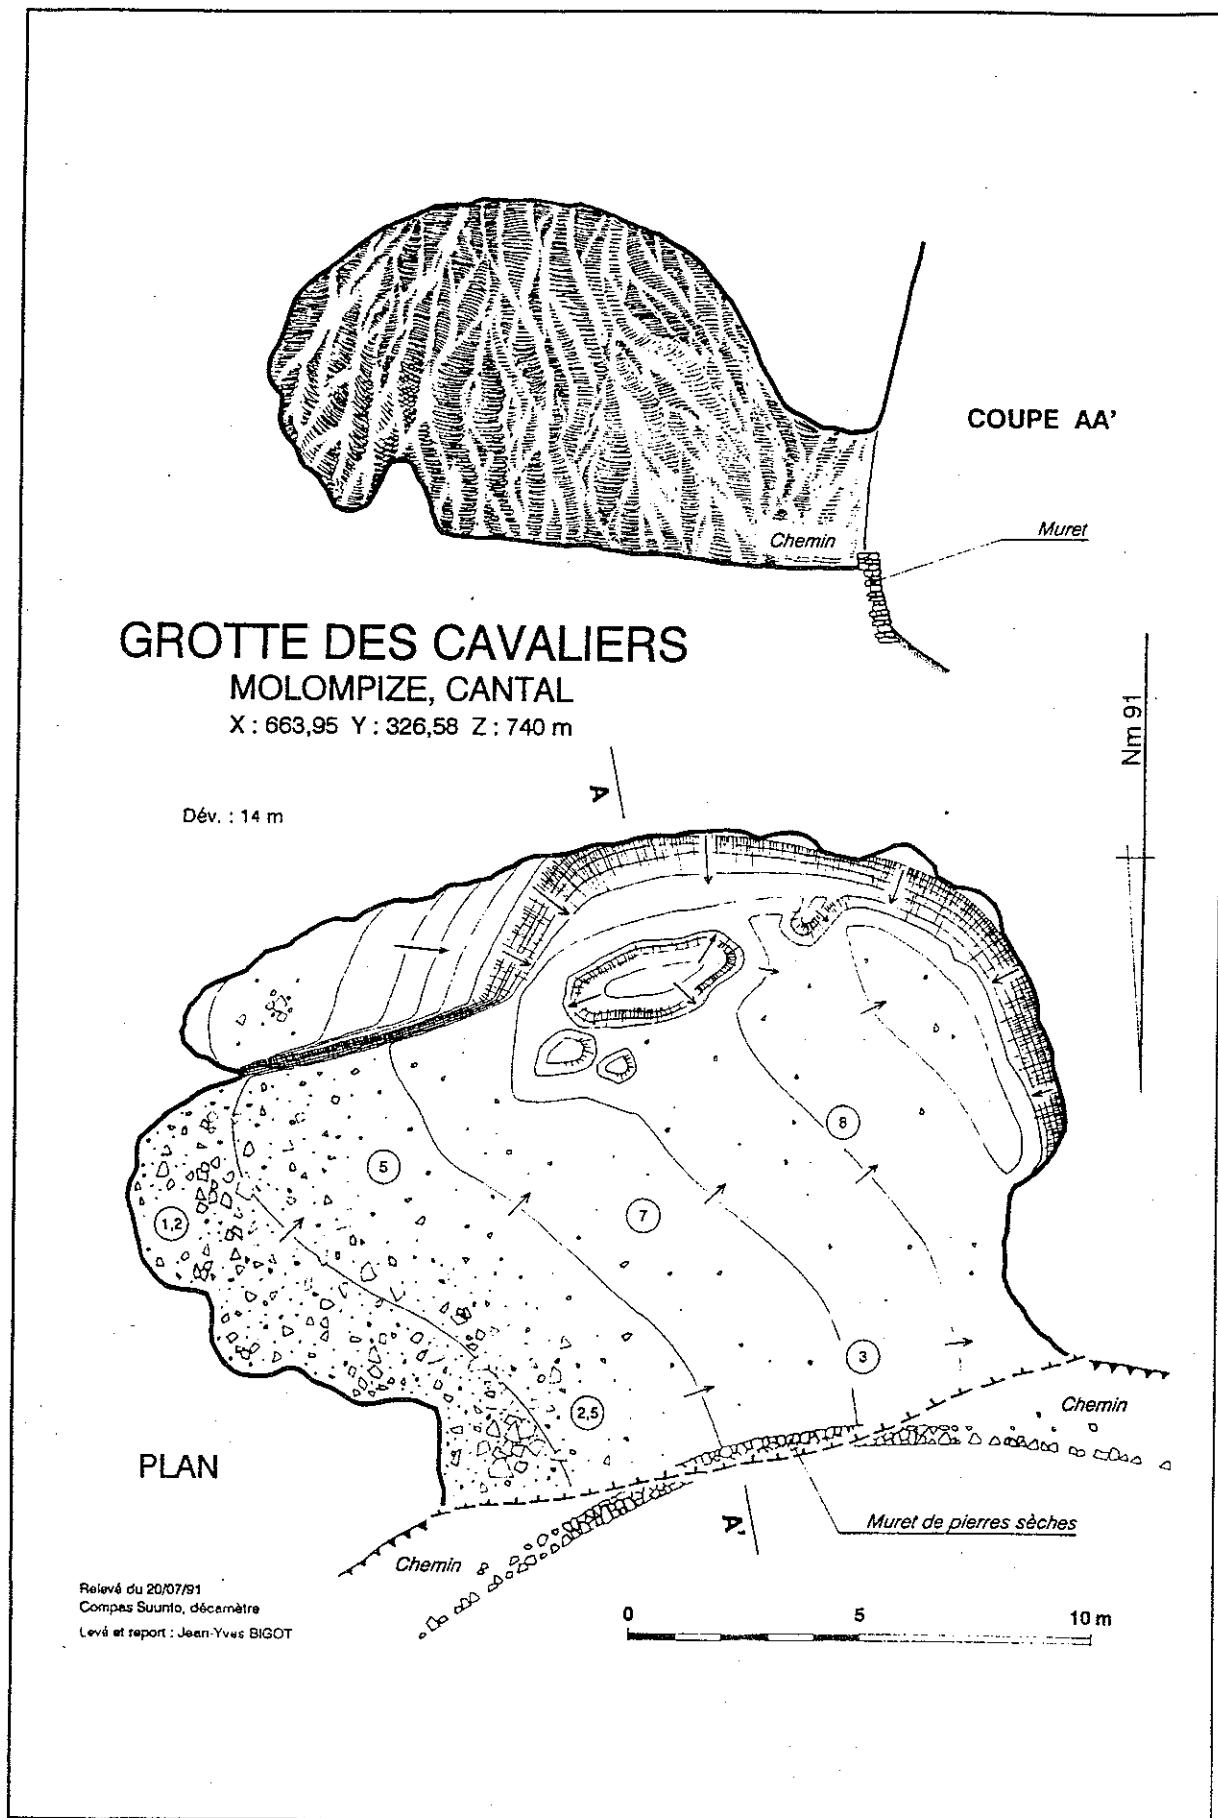 COUPE AA'
Muret
Chemin
GROTTE DES CAVALIERS
MOLOMPIZE, CANTAL
X : 663,95 Y : 326,58 Z : 740 m
Nm 91
A
Dév. : 14 m
8
5
7
1,2
3
2,5
Chemin
PLAN
A'
Muret de pierres sèches
Chemin
Relevé du 20/07/91
Compas Suunto, décamètre
Levé et report : Jean-Yves BIGOT
0 5 10 m